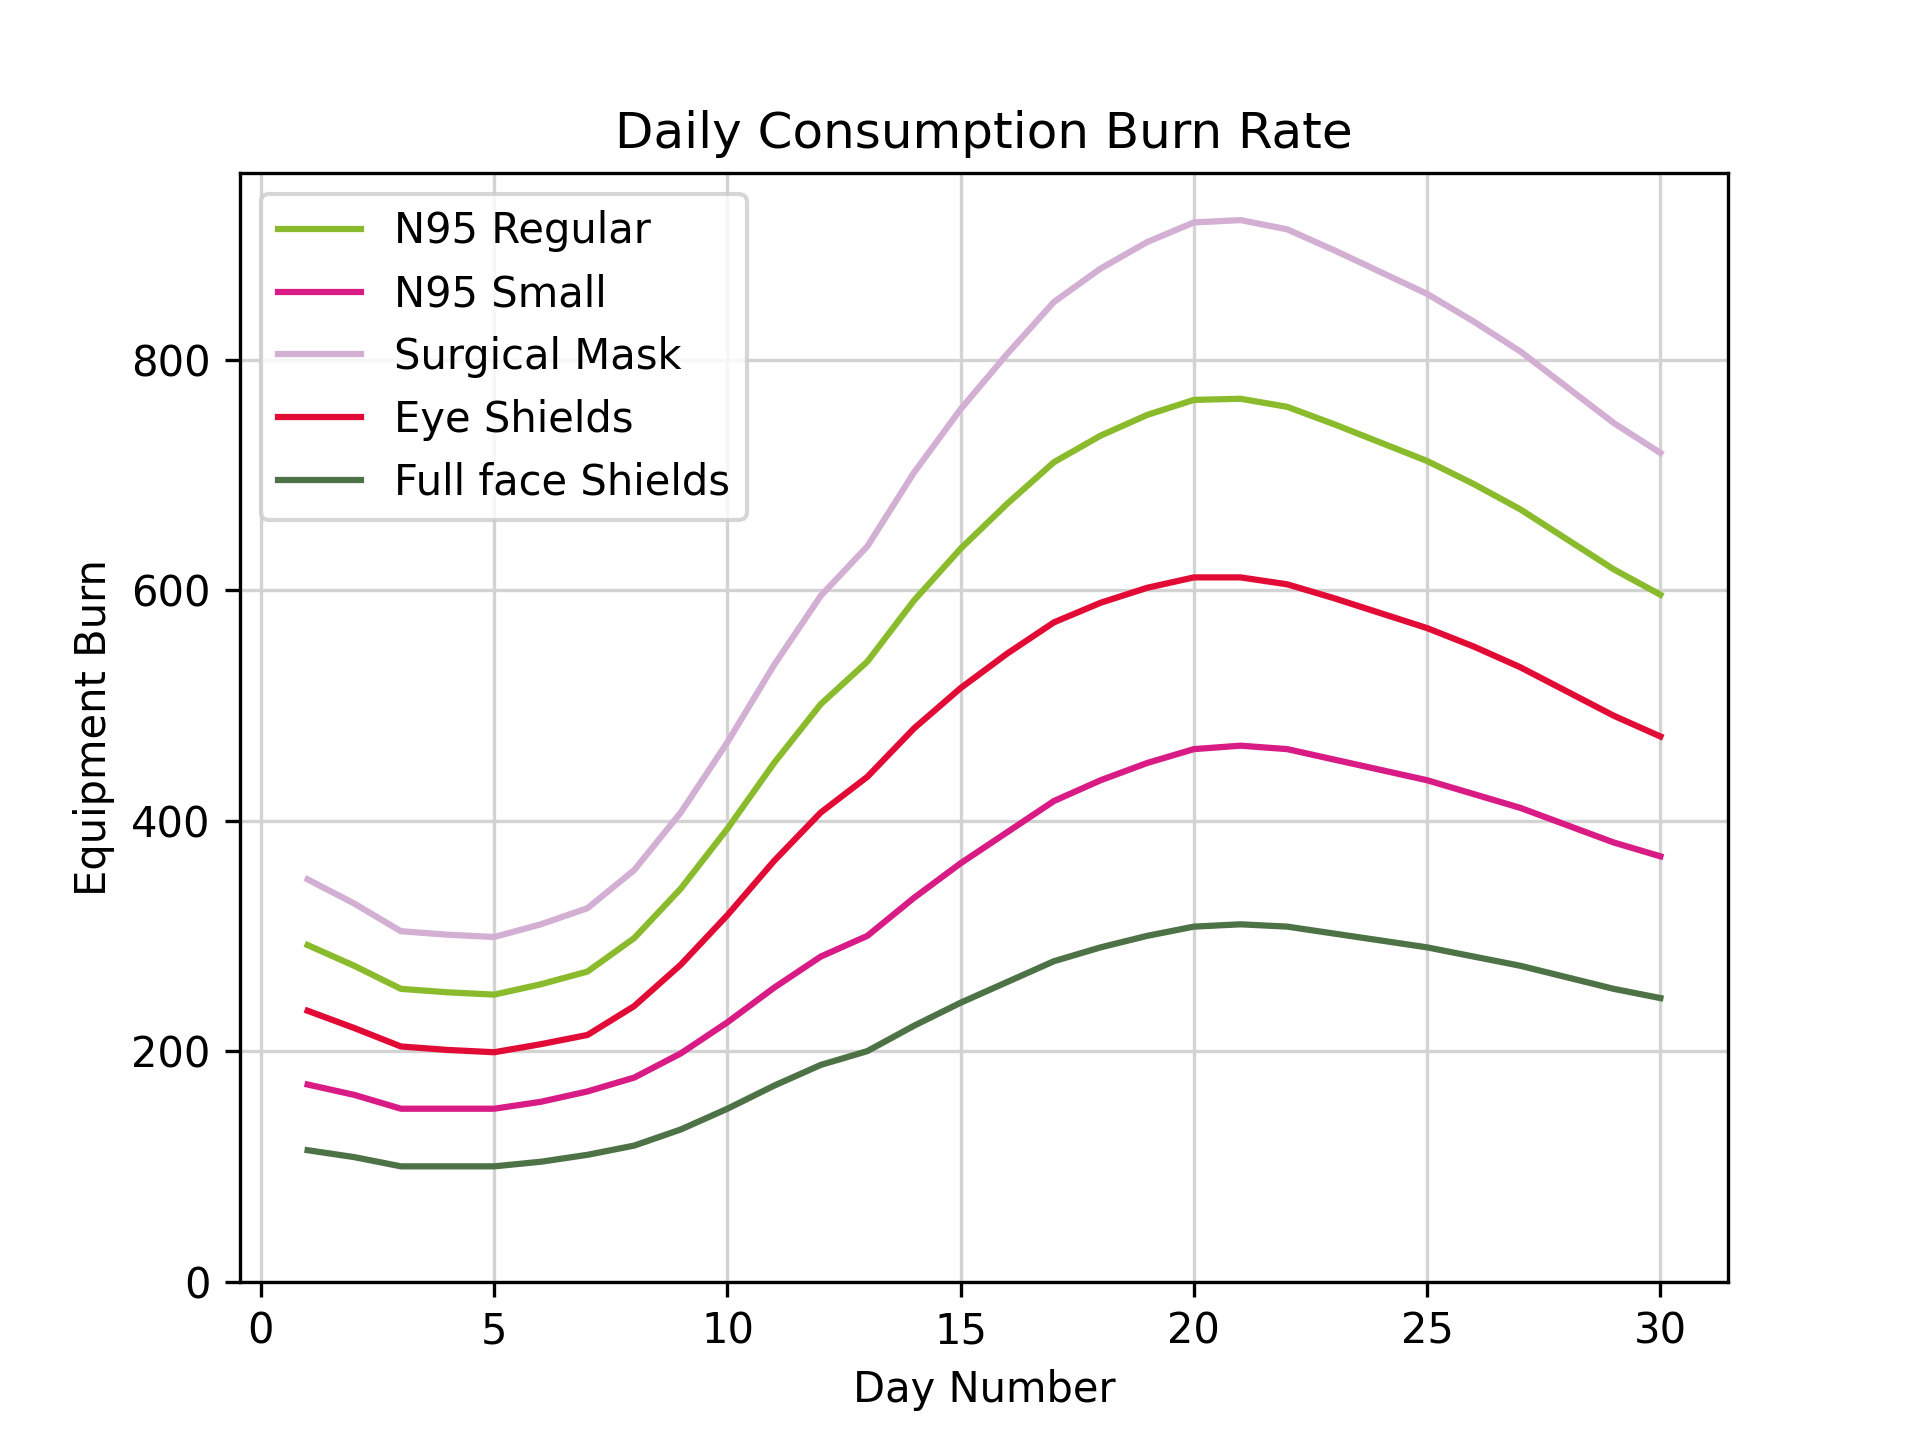 Daily Consumption Burn Rate
N95 Regular
N95 Small
Surgical Mask
Eye Shields
Full face Shields
Equipment Burn
800
600
400
200
0
0 5 10 15 20 25 30
Day Number